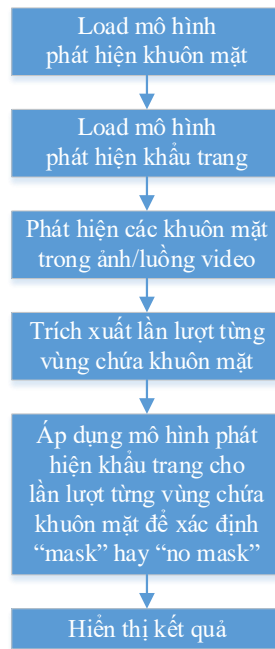 Load mô hình
phát hiện khuôn mặt
Load mô hình
phát hiện khẩu trang
Phát hiện các khuôn mặt
trong ảnh/luồng video
Trích xuất lần lượt từng
vùng chứa khuôn mặt
Áp dụng mô hình phát
hiện khẩu trang cho
lần lượt từng vùng chứa
khuôn mặt để xác định
“mask” hay “no mask”
Hiển thị kết quả